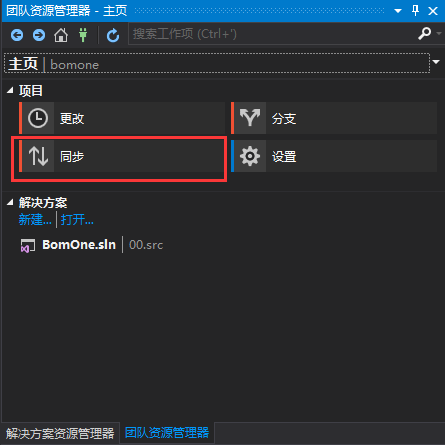 团队资源管理器 - 主页
搜索工作项 (Ctrl+')
主页 | bomone
项目
更改
分支
同步
设置
解决方案
新建... | 打开...
BomOne.sln | 00.src
解决方案资源管理器 团队资源管理器